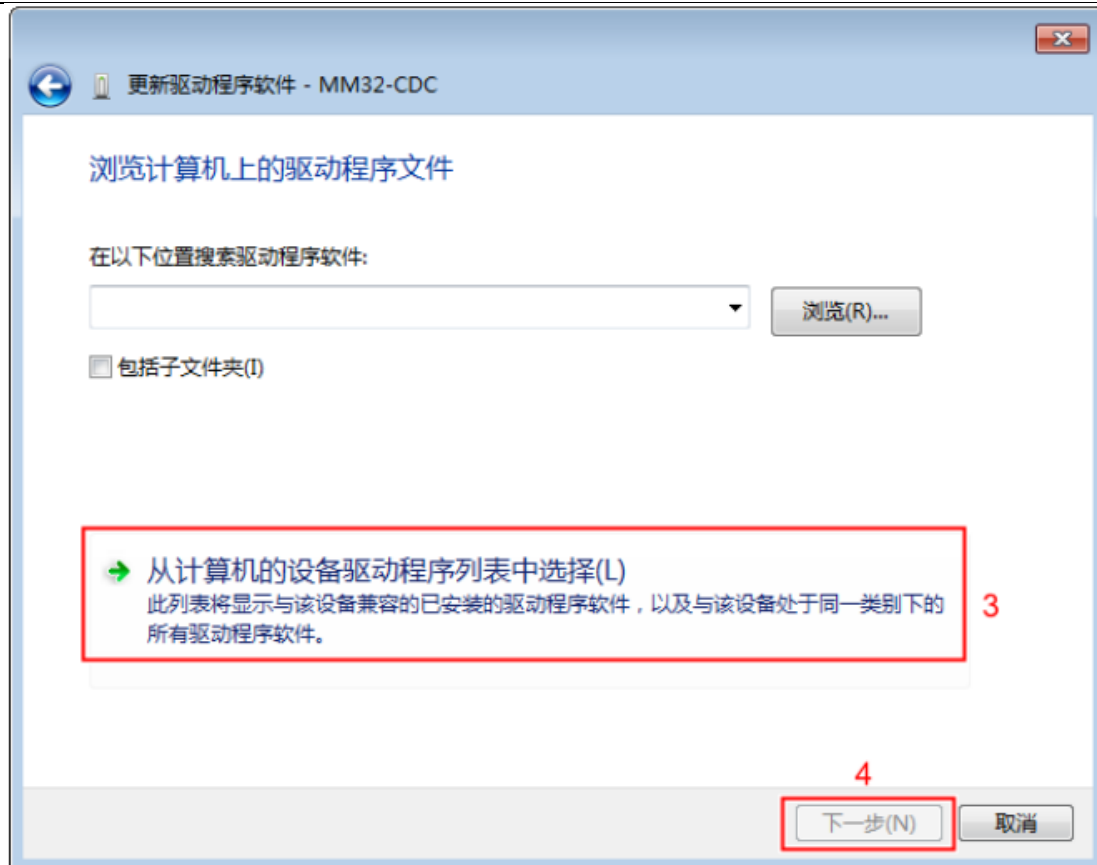 更新驱动程序软件 - MM32-CDC
浏览计算机上的驱动程序文件
在以下位置搜索驱动程序软件:
浏览(R)...
包括子文件夹(I)
从计算机的设备驱动程序列表中选择(L)
此列表将显示与该设备兼容的已安装的驱动程序软件，以及与该设备处于同一类别下的
所有驱动程序软件。
3
4
下一步(N)
取消